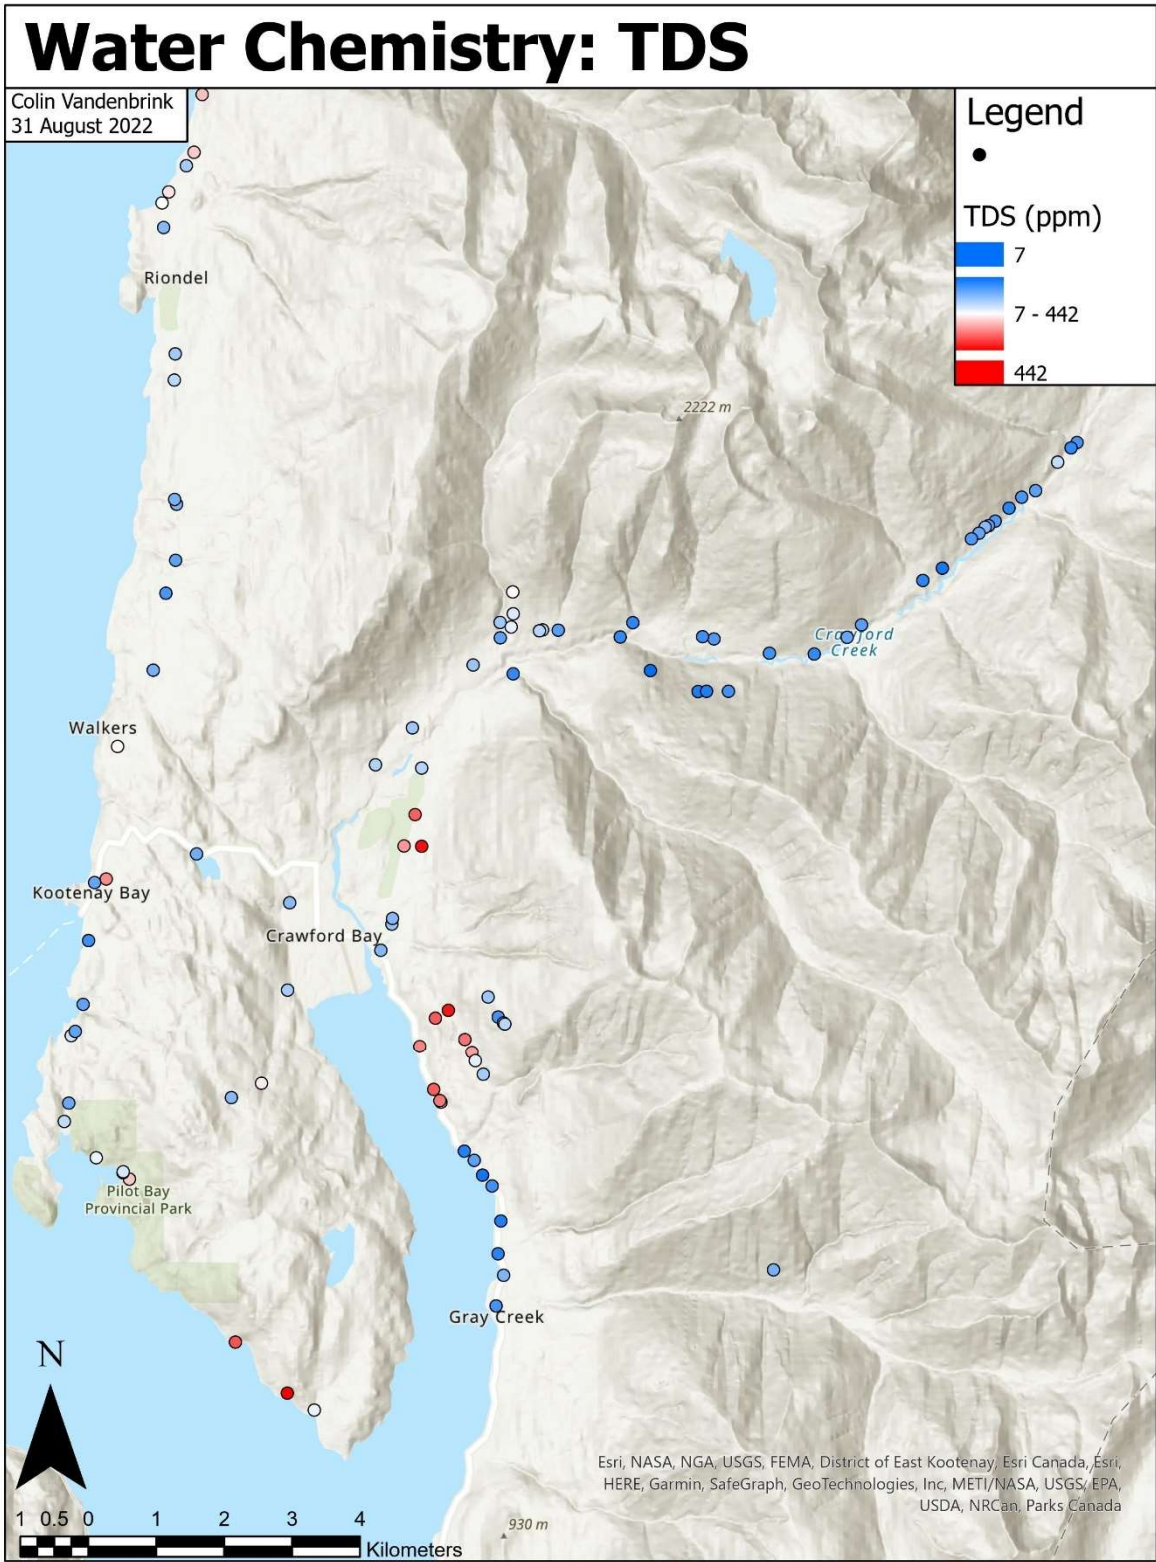 Water Chemistry: TDS
Colin Vandenbrink
31 August 2022
Legend
TDS (ppm)
7
7 - 442
442
Riondel
2222 m
Crawford
Creek
Walkers
Kootenay Bay
Crawford Bay
Pilot Bay
Provincial Park
Gray Creek
N
Esri, NASA, NGA, USGS, FEMA, District of East Kootenay, Esri Canada, Esri,
HERE, Garmin, SafeGraph, GeoTechnologies, Inc, METI/NASA, USGS, EPA,
USDA, NRCan, Parks Canada
930 m
1 0.5 0 1 2 3 4
Kilometers